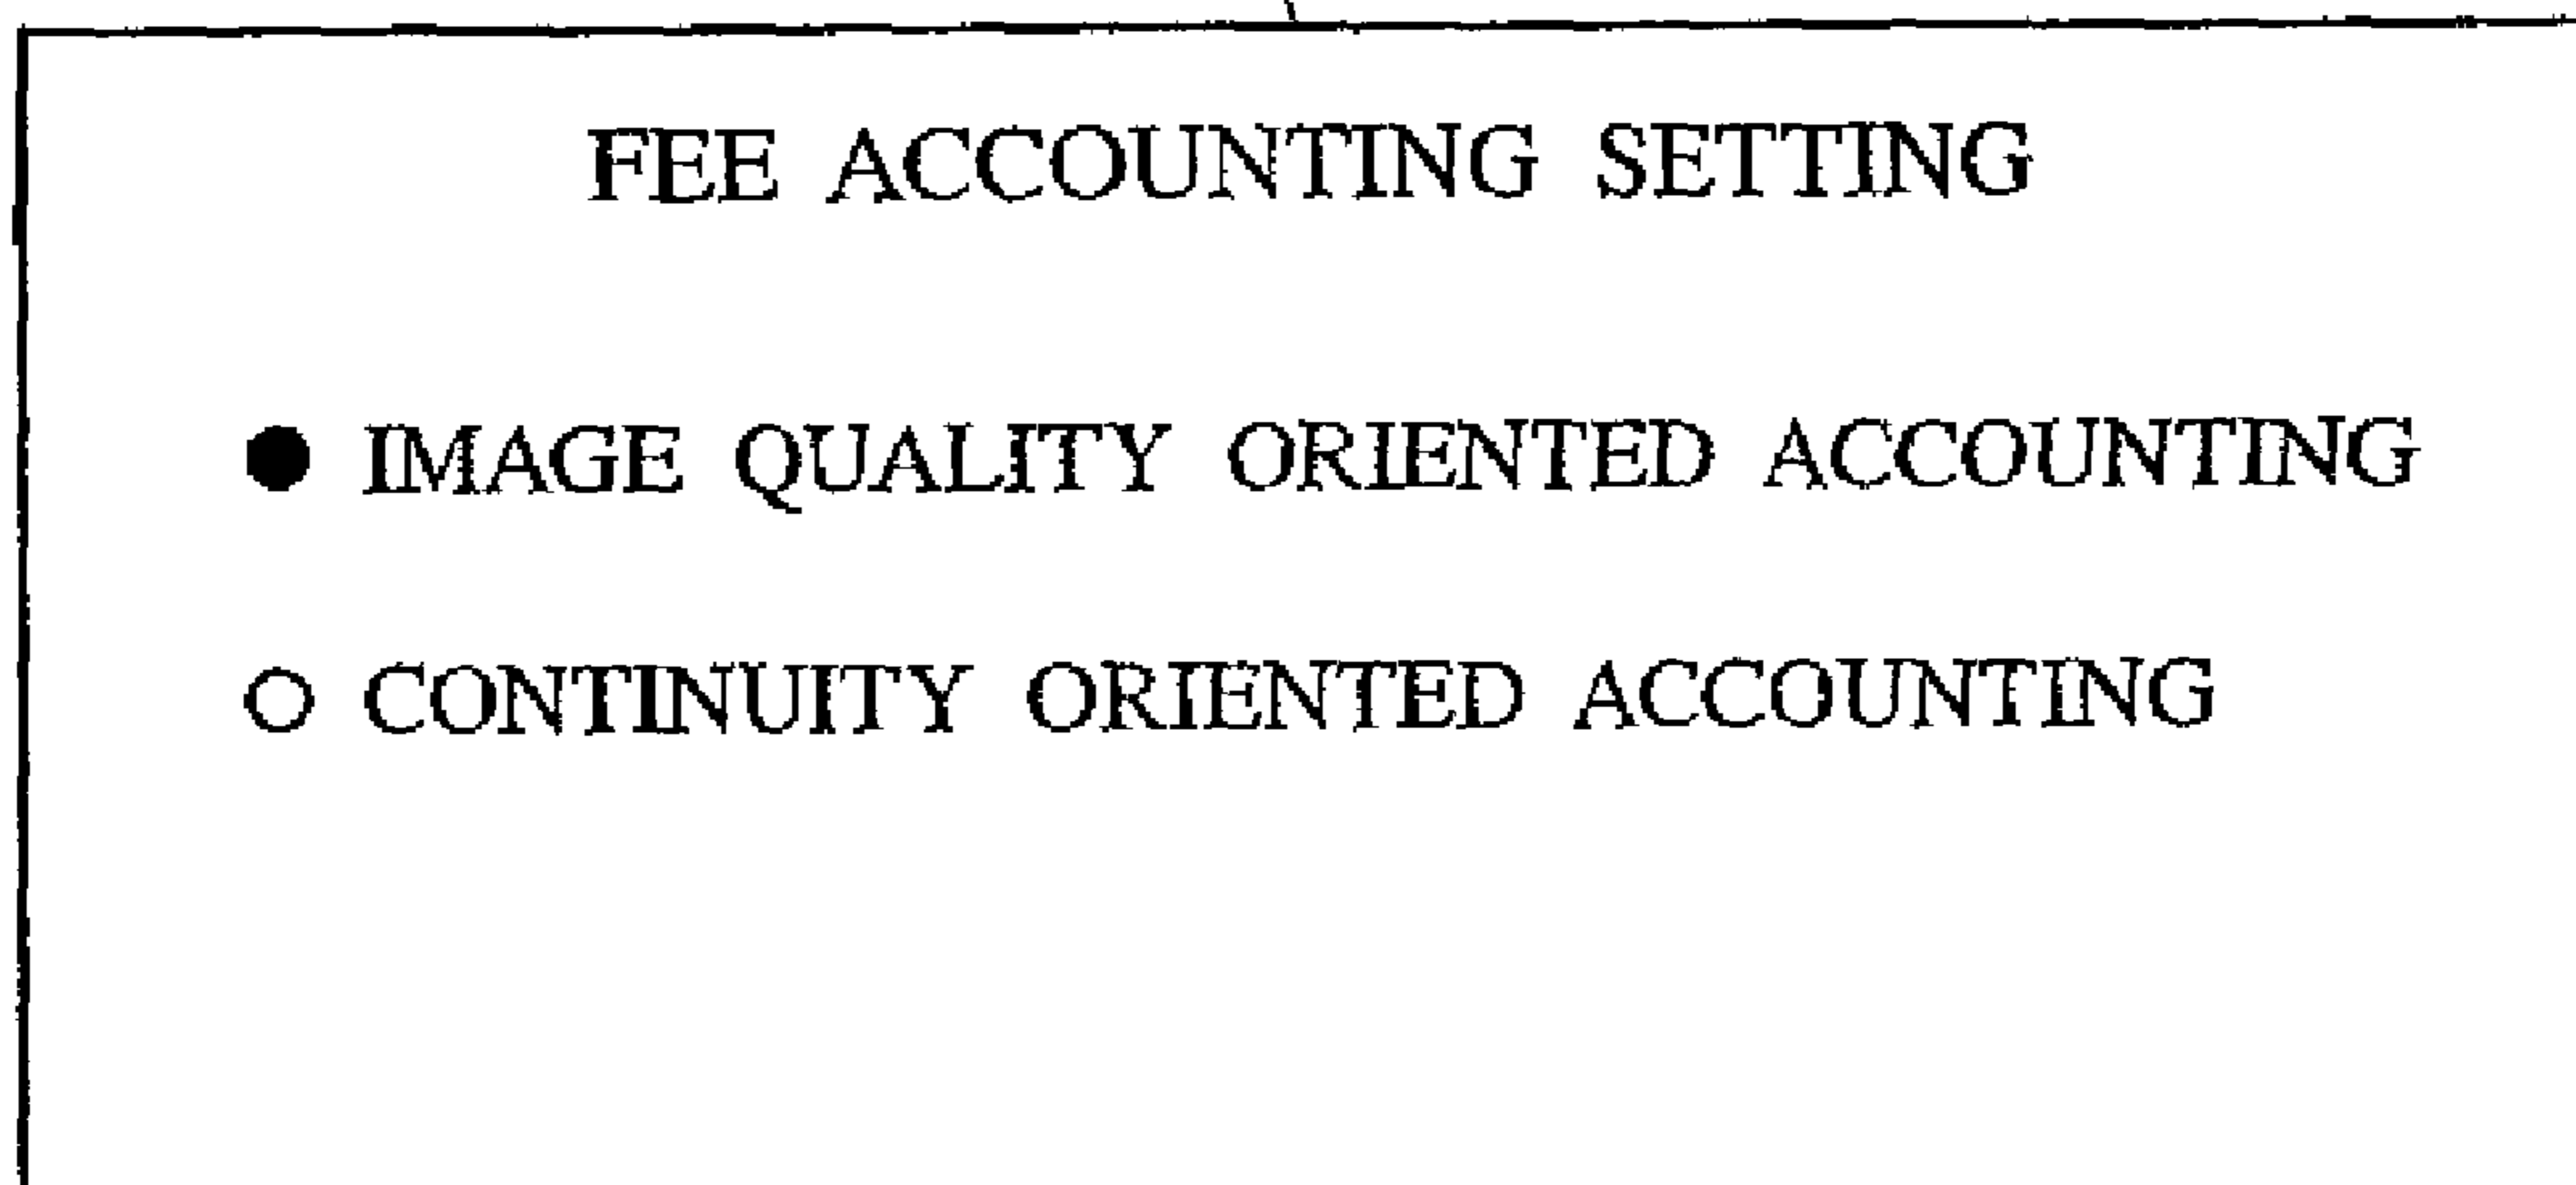 FEE ACCOUNTING SETTING
● IMAGE QUALITY ORIENTED ACCOUNTING
○ CONTINUITY ORIENTED ACCOUNTING